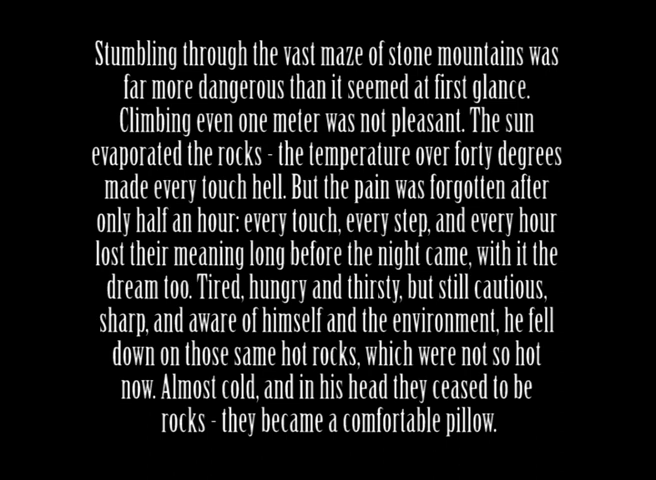 Stumbling through the vast maze of stone mountains was
far more dangerous than it seemed at first glance.
Climbing even one meter was not pleasant. The sun
evaporated the rocks - the temperature over forty degrees
made every touch hell. But the pain was forgotten after
only half an hour: every touch, every step, and every hour
lost their meaning long before the night came, with it the
dream too. Tired, hungry and thirsty, but still cautious,
sharp, and aware of himself and the environment, he fell
down on those same hot rocks, which were not so hot
now. Almost cold, and in his head they ceased to be
rocks - they became a comfortable pillow.